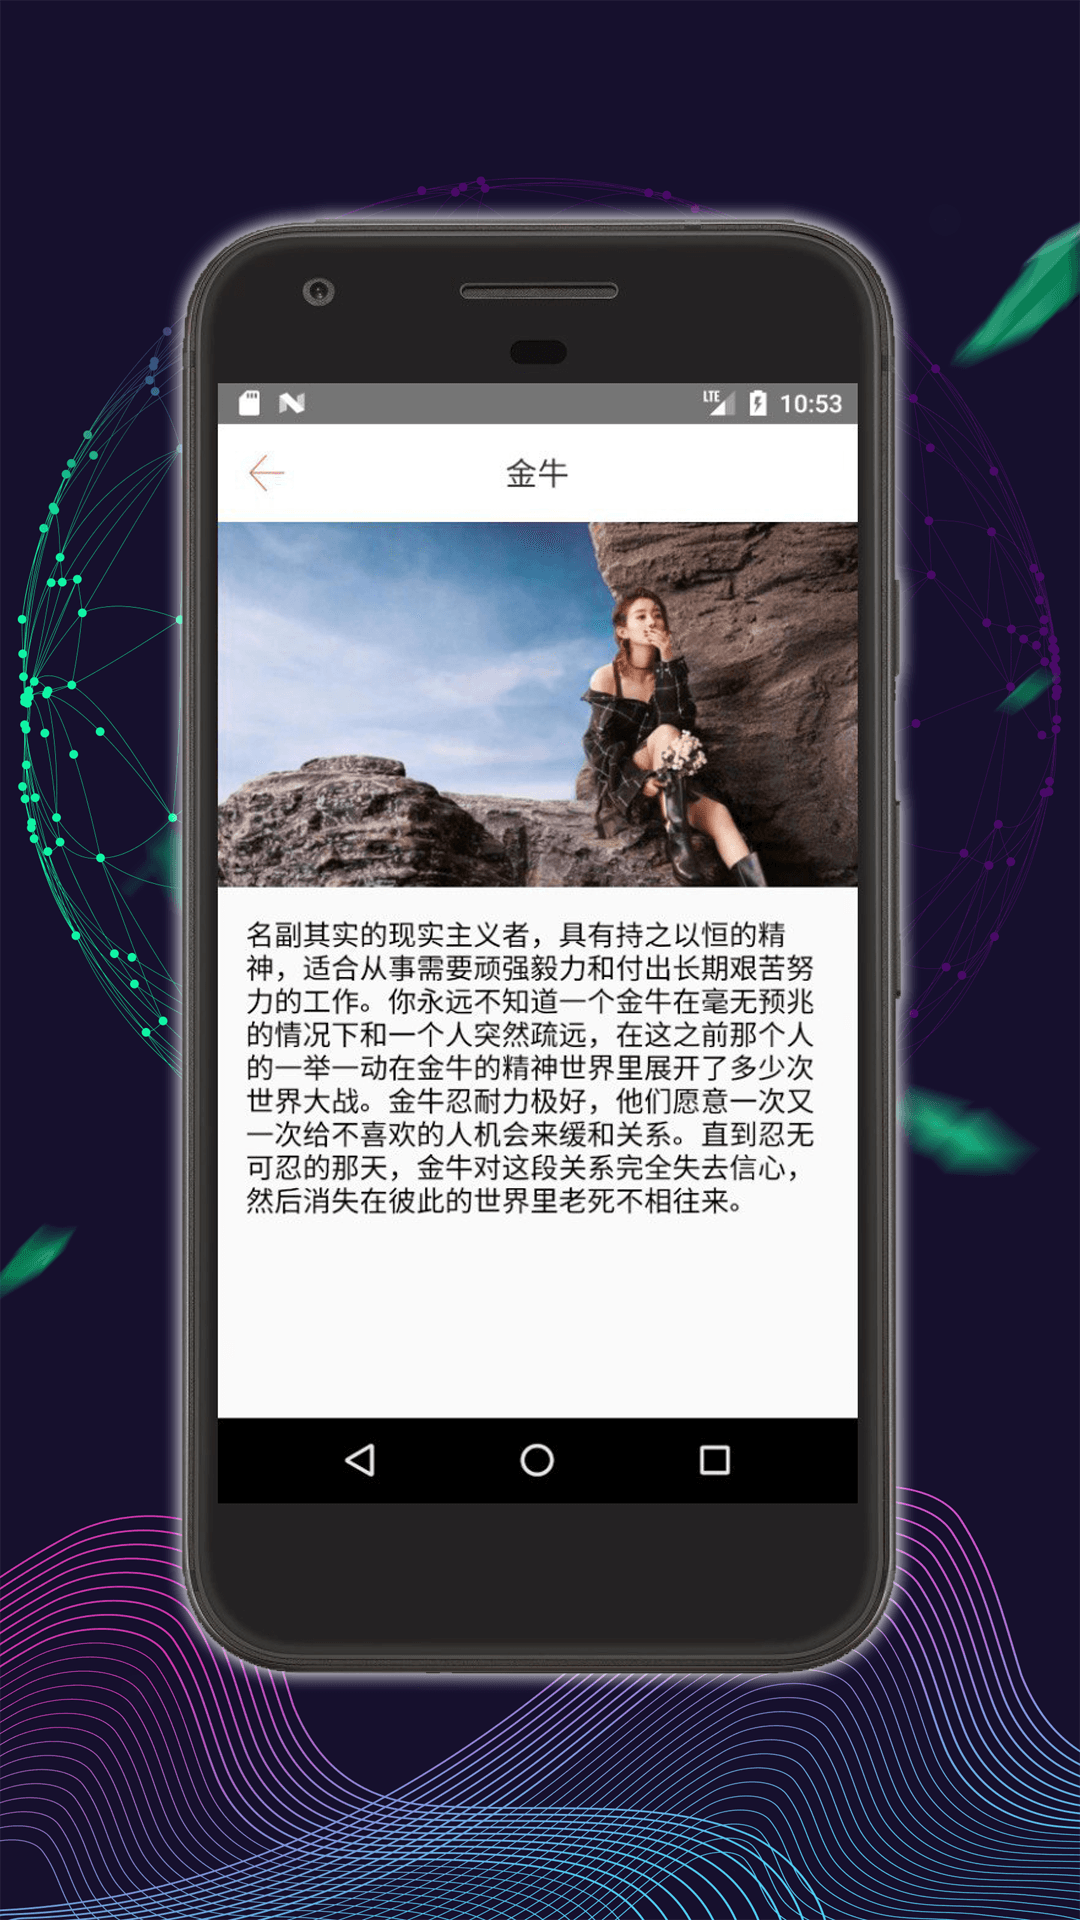 LTE 10:53
金牛
名副其实的现实主义者，具有持之以恒的精
神，适合从事需要顽强毅力和付出长期艰苦努
力的工作。你永远不知道一个金牛在毫无预兆
的情况下和一个人突然疏远，在这之前那个人
的一举一动在金牛的精神世界里展开了多少次
世界大战。金牛忍耐力极好，他们愿意一次又
一次给不喜欢的人机会来缓和关系。直到忍无
可忍的那天，金牛对这段关系完全失去信心，
然后消失在彼此的世界里老死不相往来。